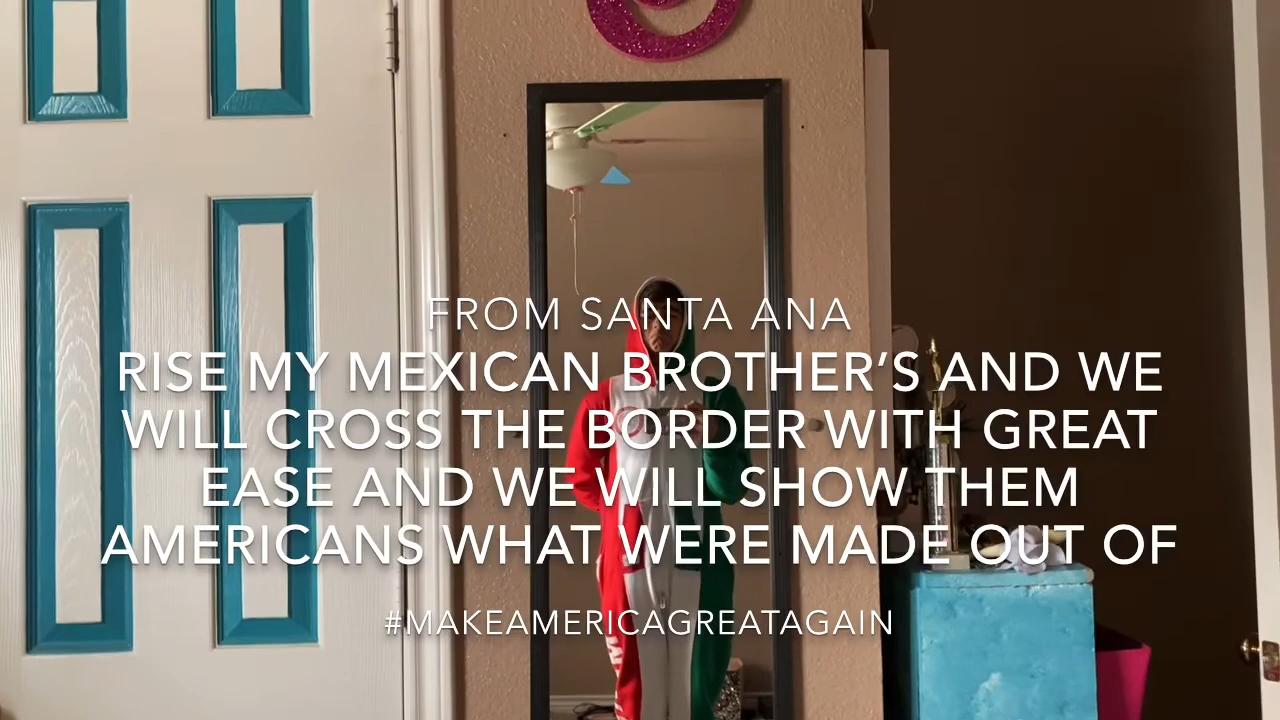 FROM SANTA ANA
RISE MY MEXICAN BROTHER'S AND WE
WILL CROSS THE BORDER WITH GREAT
EASE AND WE WILL SHOW THEM
AMERICANS WHAT WERE MADE OUT OF
#MAKEAMERICAGREATAGAIN